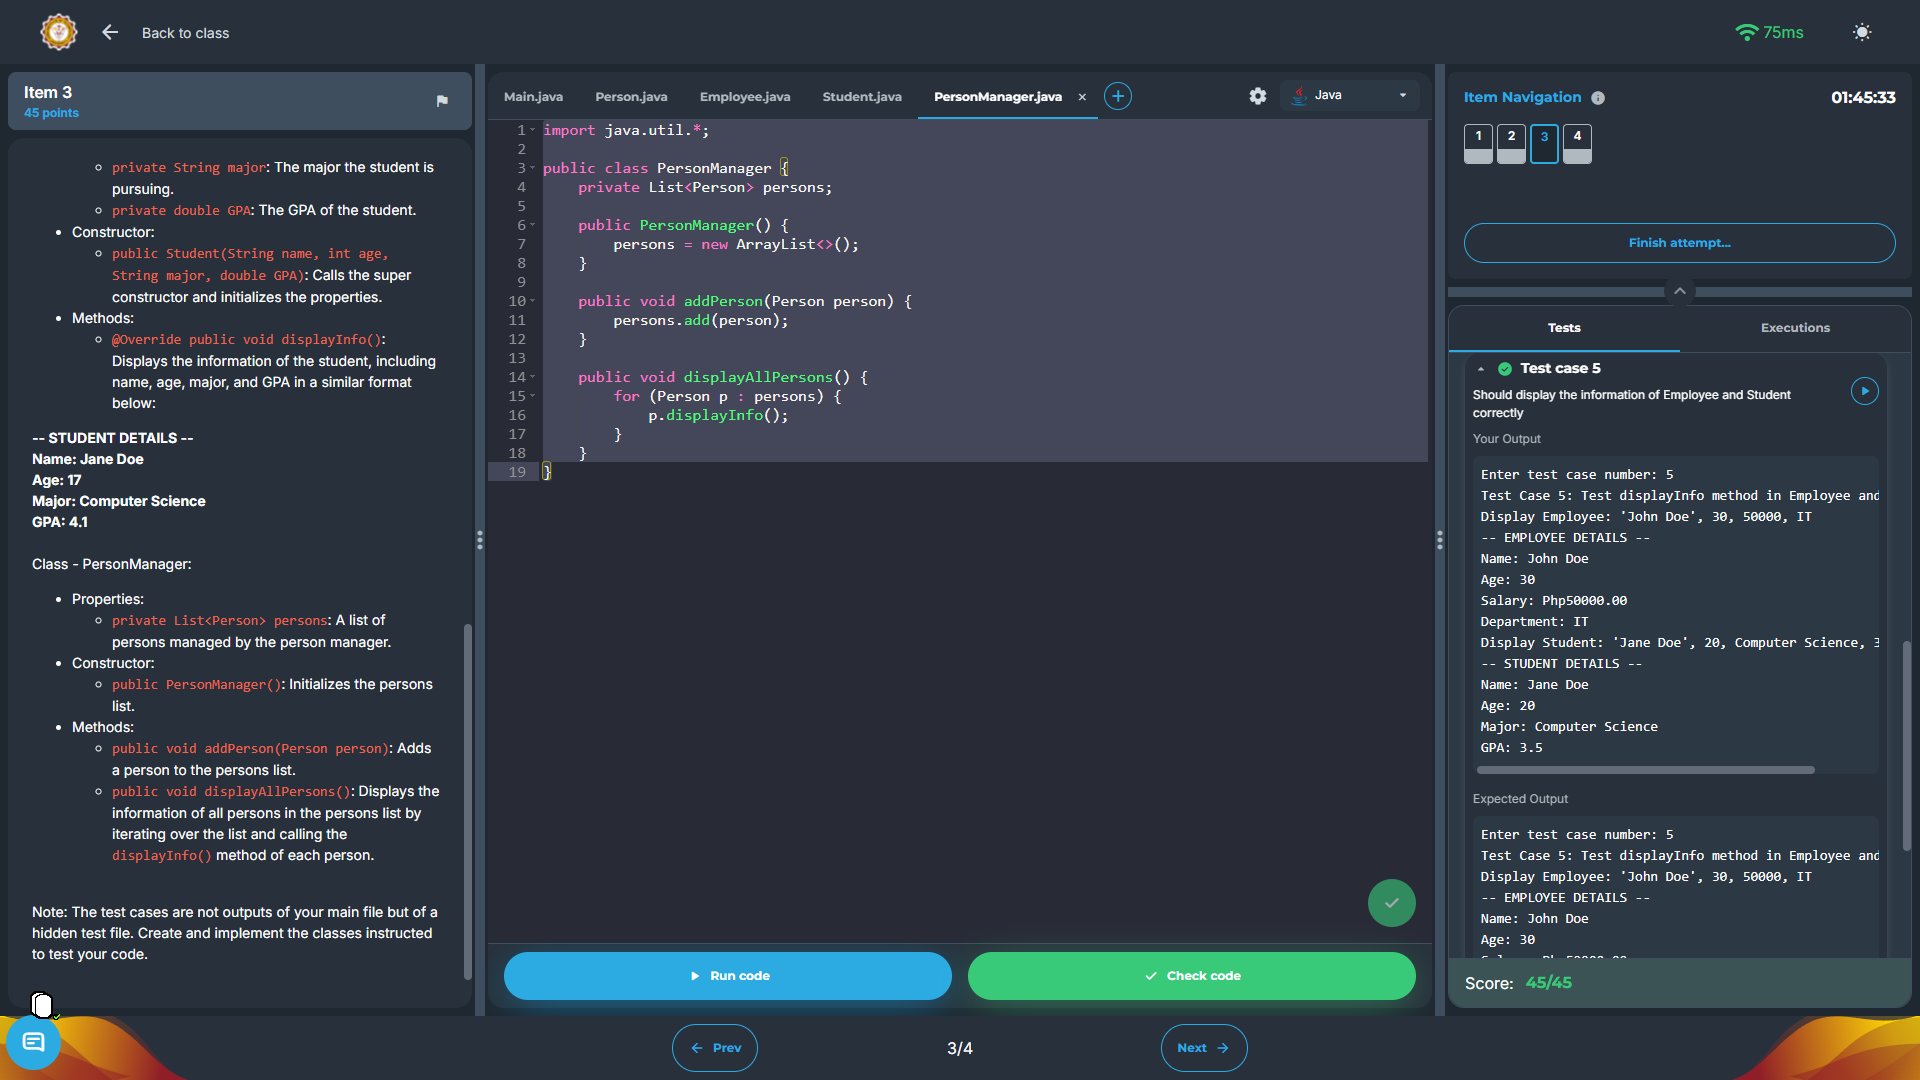 Back to class
75ms
Item 3
45 points
private String major: The major the student is
pursuing.
private double GPA: The GPA of the student.
Constructor:
public Student(String name, int age,
String major, double GPA): Calls the super
constructor and initializes the properties.
Methods:
@Override public void displayInfo():
Displays the information of the student, including
name, age, major, and GPA in a similar format
below:
-- STUDENT DETAILS --
Name: Jane Doe
Age: 17
Major: Computer Science
GPA: 4.1
Class - PersonManager:
Properties:
private List<Person> persons: A list of
persons managed by the person manager.
Constructor:
public PersonManager(): Initializes the persons
list.
Methods:
public void addPerson(Person person): Adds
a person to the persons list.
public void displayAllPersons(): Displays the
information of all persons in the persons list by
iterating over the list and calling the
displayInfo() method of each person.
Note: The test cases are not outputs of your main file but of a
hidden test file. Create and implement the classes instructed
to test your code.
Main.java Person.java Employee.java Student.java PersonManager.java × + Java
1 import java.util.*;
2
3 public class PersonManager {
4 private List<Person> persons;
5
6 public PersonManager() {
7 persons = new ArrayList<>();
8 }
9
10 public void addPerson(Person person) {
11 persons.add(person);
12 }
13
14 public void displayAllPersons() {
15 for (Person p : persons) {
16 p.displayInfo();
17 }
18 }
19 }
Run code
Check code
Item Navigation
01:45:33
1 2 3 4
Finish attempt...
Tests Executions
Test case 5
Should display the information of Employee and Student
correctly
Your Output
Enter test case number: 5
Test Case 5: Test displayInfo method in Employee and
Display Employee: 'John Doe', 30, 50000, IT
-- EMPLOYEE DETAILS --
Name: John Doe
Age: 30
Salary: Php50000.00
Department: IT
Display Student: 'Jane Doe', 20, Computer Science, 3
-- STUDENT DETAILS --
Name: Jane Doe
Age: 20
Major: Computer Science
GPA: 3.5
Expected Output
Enter test case number: 5
Test Case 5: Test displayInfo method in Employee and
Display Employee: 'John Doe', 30, 50000, IT
-- EMPLOYEE DETAILS --
Name: John Doe
Age: 30
Score: 45/45
Prev
3/4
Next